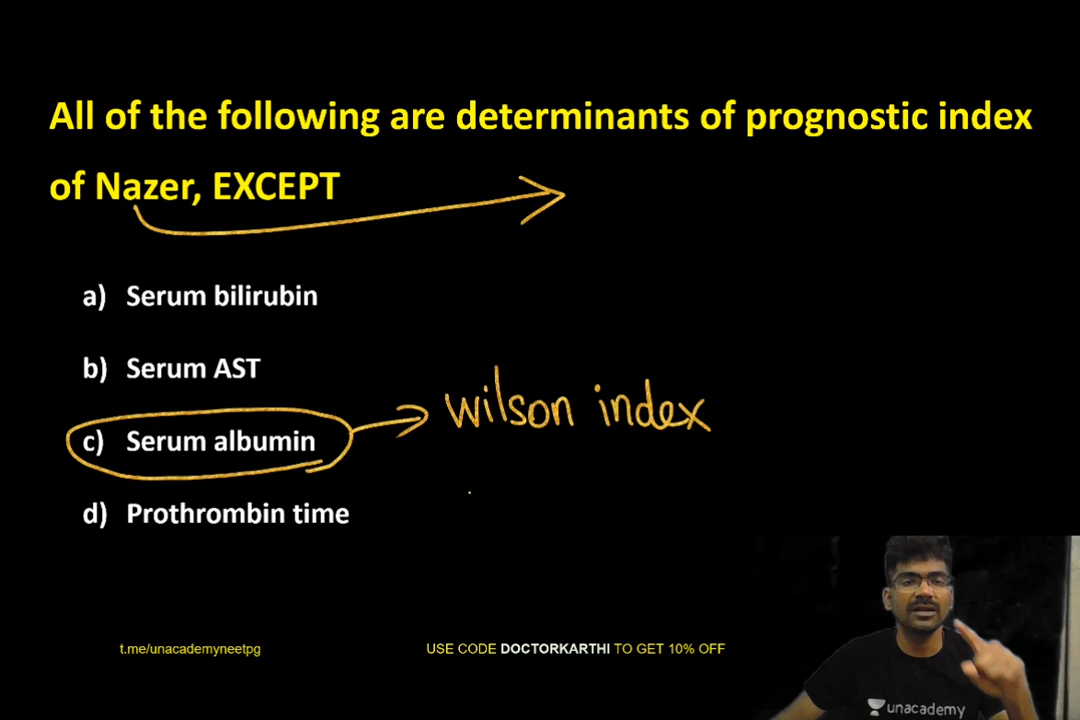 All of the following are determinants of prognostic index
of Nazer, EXCEPT
a) Serum bilirubin
b) Serum AST
c) Serum albumin
wilson index
d) Prothrombin time
t.me/unacademyneetpg
USE CODE DOCTORKARTHI TO GET 10% OFF
unacademy